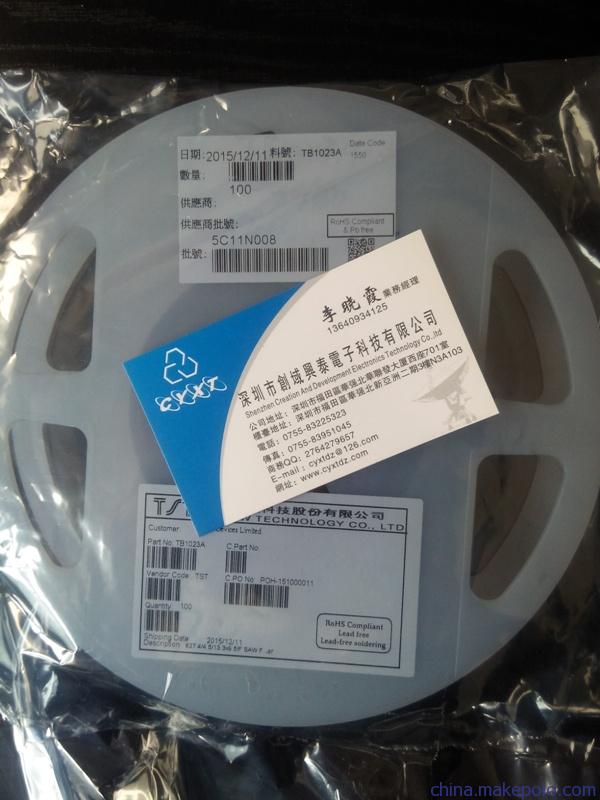 日期: 2015/12/11 料號: TB1023A
Date Code
1550
數量:
100
供應商:
供應商批號:
5C11N008
批號:
RoHS Compliant
& Pb free
李晓霞 業務經理
13640934125
深圳市創域興泰電子科技有限公司
Shenzhen Creation And Development Electronics Technology Co.,ltd
公司地址: 深圳市福田區華强北華聯發大厦西座701室
櫃臺地址: 深圳市福田區華强北新亞洲二期3樓N3A103
電話: 0755-83225323
傳真: 0755-83951045
商務QQ: 2764279657
E-mail: cyxtdz@126.com
網址: www.cyxtdz.com
科技股份有限公司
TECHNOLOGY CO., LTD
Customer: Devices Limited
Part No: TB1023A
C.Part No:
Vendor Code: TST
C.PO No: POH-151000011
Quantity: 100
Shipping Date: 2015/12/11
Description:
RoHS Compliant
Lead free
Lead-free soldering
china.makepolo.com